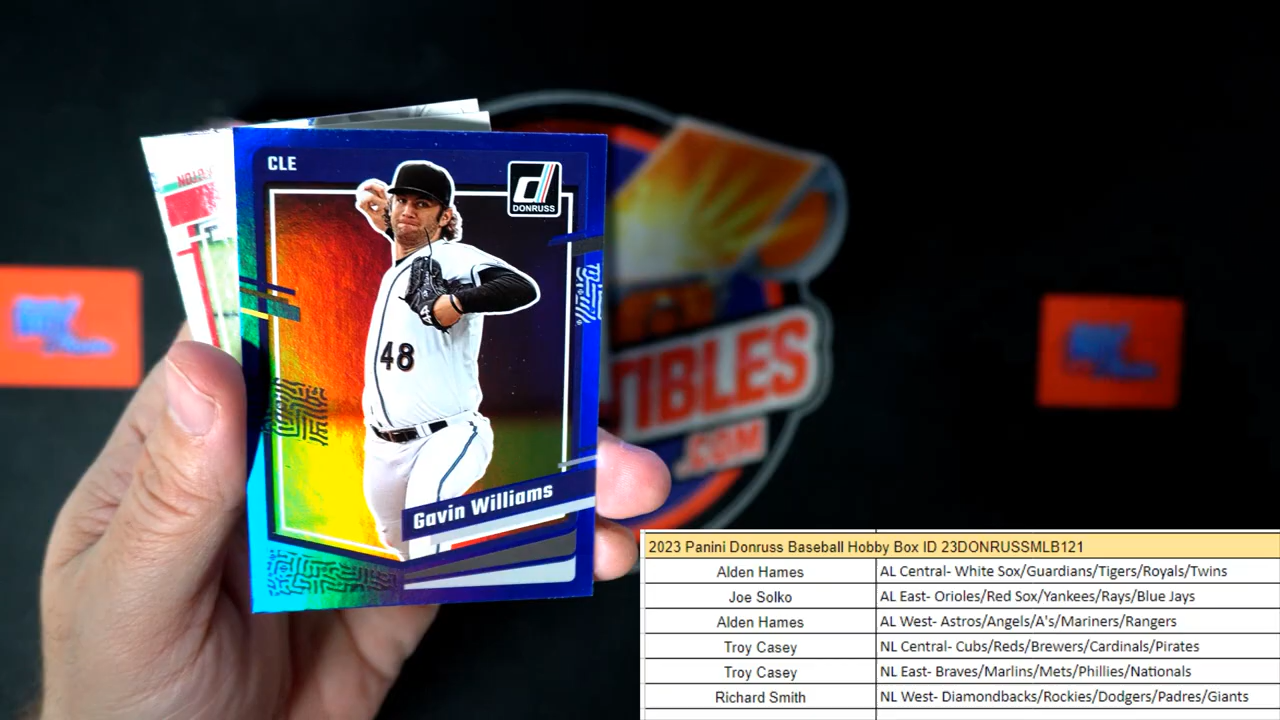 CLE
DONRUSS
48
Gavin Williams
TIBLES
.COM
2023 Panini Donruss Baseball Hobby Box ID 23DONRUSSMLB121
Alden Hames AL Central- White Sox/Guardians/Tigers/Royals/Twins
Joe Solko AL East- Orioles/Red Sox/Yankees/Rays/Blue Jays
Alden Hames AL West- Astros/Angels/A's/Mariners/Rangers
Troy Casey NL Central- Cubs/Reds/Brewers/Cardinals/Pirates
Troy Casey NL East- Braves/Marlins/Mets/Phillies/Nationals
Richard Smith NL West- Diamondbacks/Rockies/Dodgers/Padres/Giants